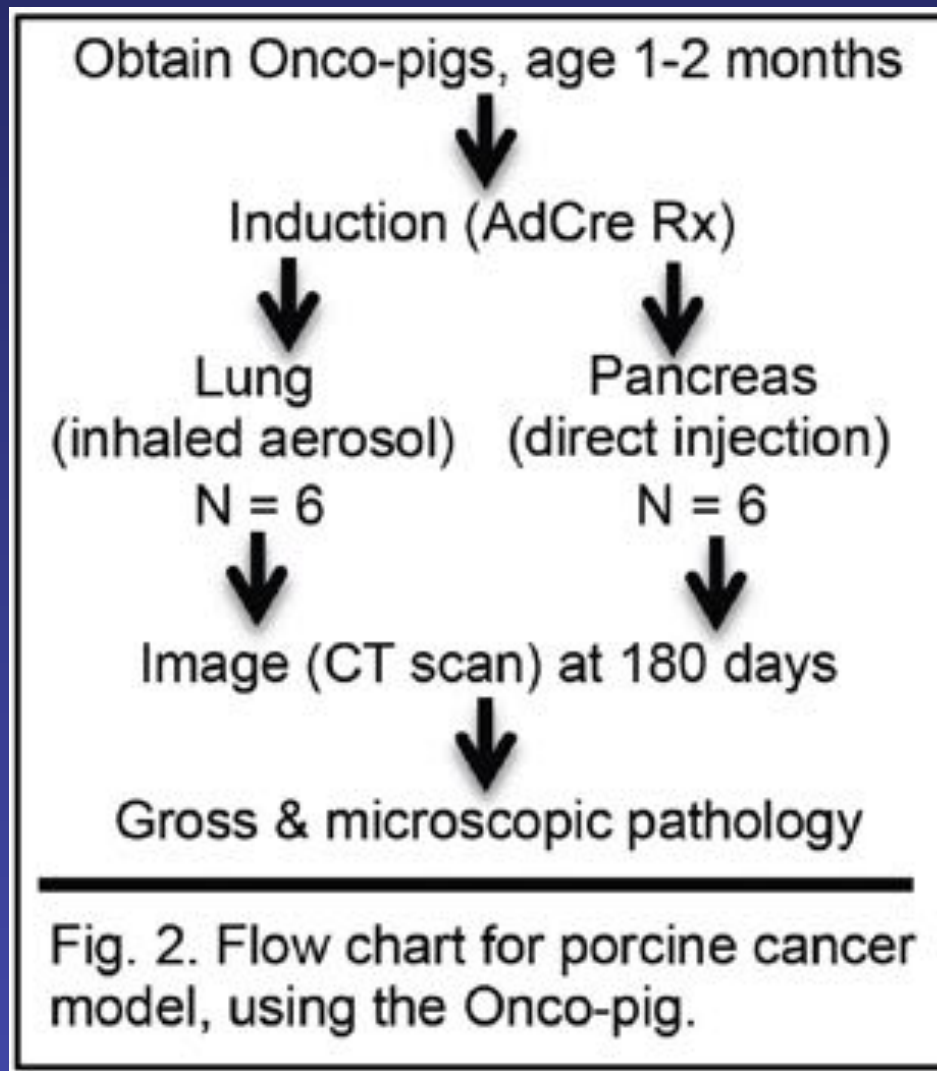 Obtain Onco-pigs, age 1-2 months
Induction (AdCre Rx)
Lung
(inhaled aerosol)
N = 6
Pancreas
(direct injection)
N = 6
Image (CT scan) at 180 days
Gross & microscopic pathology
Fig. 2. Flow chart for porcine cancer
model, using the Onco-pig.